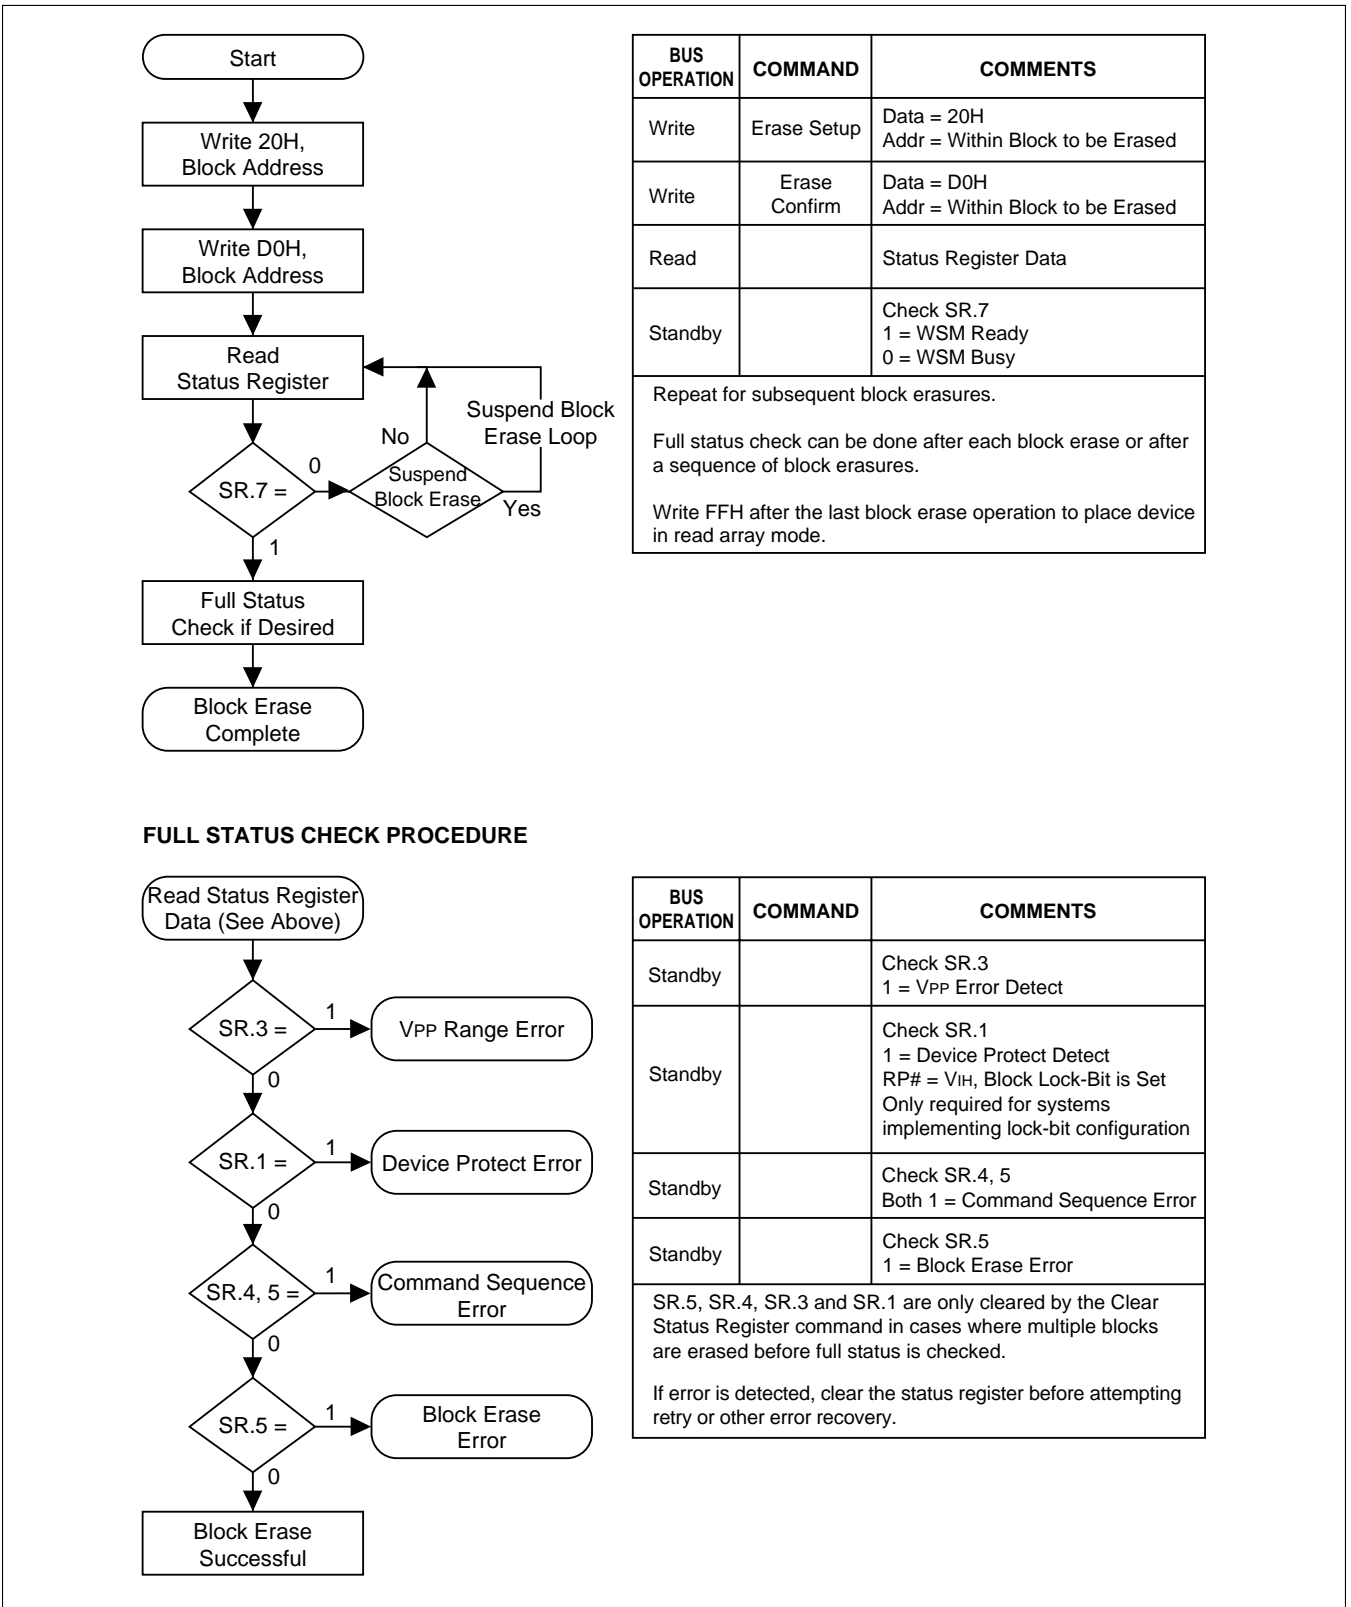 Start
Write 20H,
Block Address
Write D0H,
Block Address
Read
Status Register
SR.7 =
0
1
Suspend
Block Erase
No
Yes
Suspend Block
Erase Loop
Full Status
Check if Desired
Block Erase
Complete
BUS
OPERATION
COMMAND
COMMENTS
Write
Erase Setup
Data = 20H
Addr = Within Block to be Erased
Write
Erase
Confirm
Data = D0H
Addr = Within Block to be Erased
Read
Status Register Data
Standby
Check SR.7
1 = WSM Ready
0 = WSM Busy
Repeat for subsequent block erasures.
Full status check can be done after each block erase or after
a sequence of block erasures.
Write FFH after the last block erase operation to place device
in read array mode.
FULL STATUS CHECK PROCEDURE
Read Status Register
Data (See Above)
SR.3 =
1
VPP Range Error
0
SR.1 =
1
Device Protect Error
0
SR.4, 5 =
1
Command Sequence
Error
0
SR.5 =
1
Block Erase
Error
0
Block Erase
Successful
BUS
OPERATION
COMMAND
COMMENTS
Standby
Check SR.3
1 = VPP Error Detect
Standby
Check SR.1
1 = Device Protect Detect
RP# = VIH, Block Lock-Bit is Set
Only required for systems
implementing lock-bit configuration
Standby
Check SR.4, 5
Both 1 = Command Sequence Error
Standby
Check SR.5
1 = Block Erase Error
SR.5, SR.4, SR.3 and SR.1 are only cleared by the Clear
Status Register command in cases where multiple blocks
are erased before full status is checked.
If error is detected, clear the status register before attempting
retry or other error recovery.